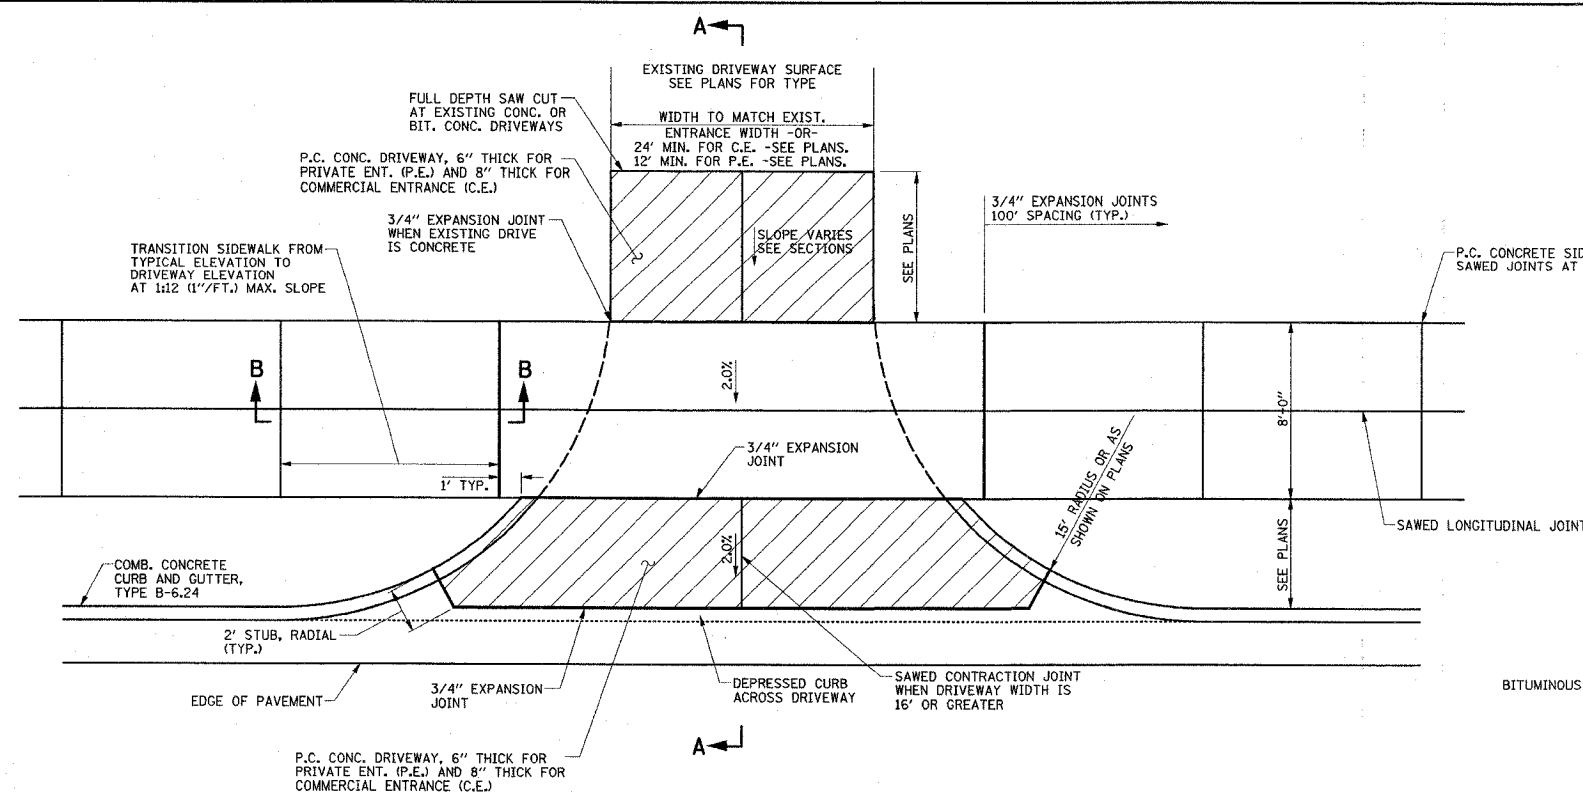 A
EXISTING DRIVEWAY SURFACE
SEE PLANS FOR TYPE
FULL DEPTH SAW CUT
AT EXISTING CONC. OR
BIT. CONC. DRIVEWAYS
WIDTH TO MATCH EXIST.
ENTRANCE WIDTH -OR-
24' MIN. FOR C.E. -SEE PLANS.
12' MIN. FOR P.E. -SEE PLANS.
P.C. CONC. DRIVEWAY, 6" THICK FOR
PRIVATE ENT. (P.E.) AND 8" THICK FOR
COMMERCIAL ENTRANCE (C.E.)
3/4" EXPANSION JOINT
WHEN EXISTING DRIVE
IS CONCRETE
SLOPE VARIES
SEE SECTIONS
SEE PLANS
3/4" EXPANSION JOINTS
100' SPACING (TYP.)
TRANSITION SIDEWALK FROM
TYPICAL ELEVATION TO
DRIVEWAY ELEVATION
AT 1:12 (1"/FT.) MAX. SLOPE
P.C. CONCRETE SID
SAWED JOINTS AT
B
B
2.0%
8'-0"
3/4" EXPANSION
JOINT
1' TYP.
15' RADIUS OR AS
SHOWN ON PLANS
SAWED LONGITUDINAL JOINT
2.0%
SEE PLANS
COMB. CONCRETE
CURB AND GUTTER,
TYPE B-6.24
2' STUB, RADIAL
(TYP.)
EDGE OF PAVEMENT
3/4" EXPANSION
JOINT
DEPRESSED CURB
ACROSS DRIVEWAY
SAWED CONTRACTION JOINT
WHEN DRIVEWAY WIDTH IS
16' OR GREATER
BITUMINOUS
A
P.C. CONC. DRIVEWAY, 6" THICK FOR
PRIVATE ENT. (P.E.) AND 8" THICK FOR
COMMERCIAL ENTRANCE (C.E.)